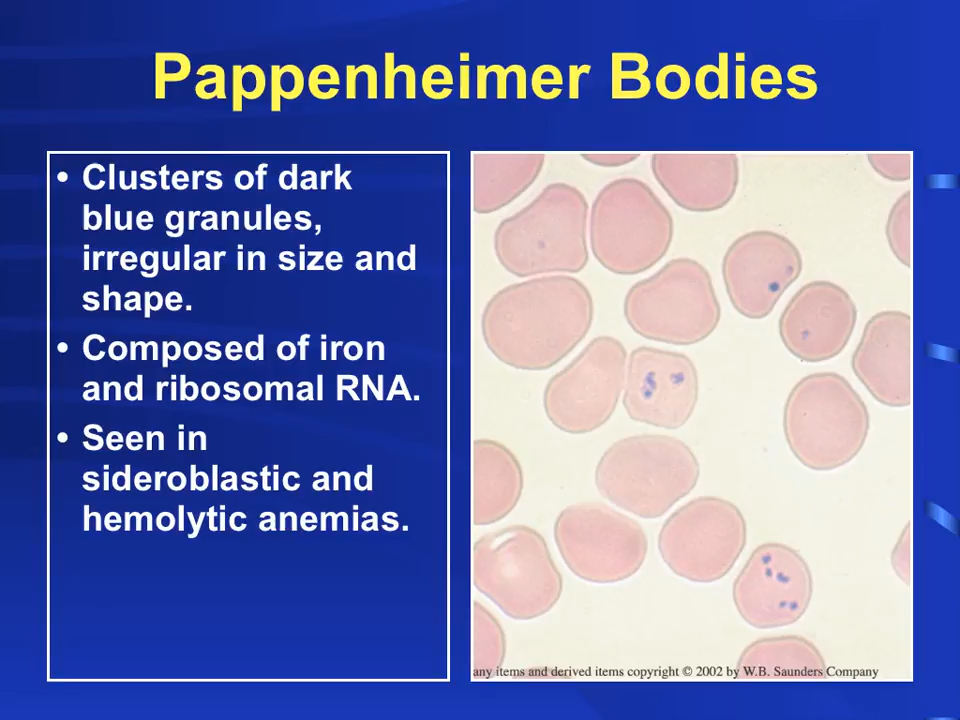 Pappenheimer Bodies
• Clusters of dark
blue granules,
irregular in size and
shape.
• Composed of iron
and ribosomal RNA.
• Seen in
sideroblastic and
hemolytic anemias.
any items and derived items copyright © 2002 by W.B. Saunders Company